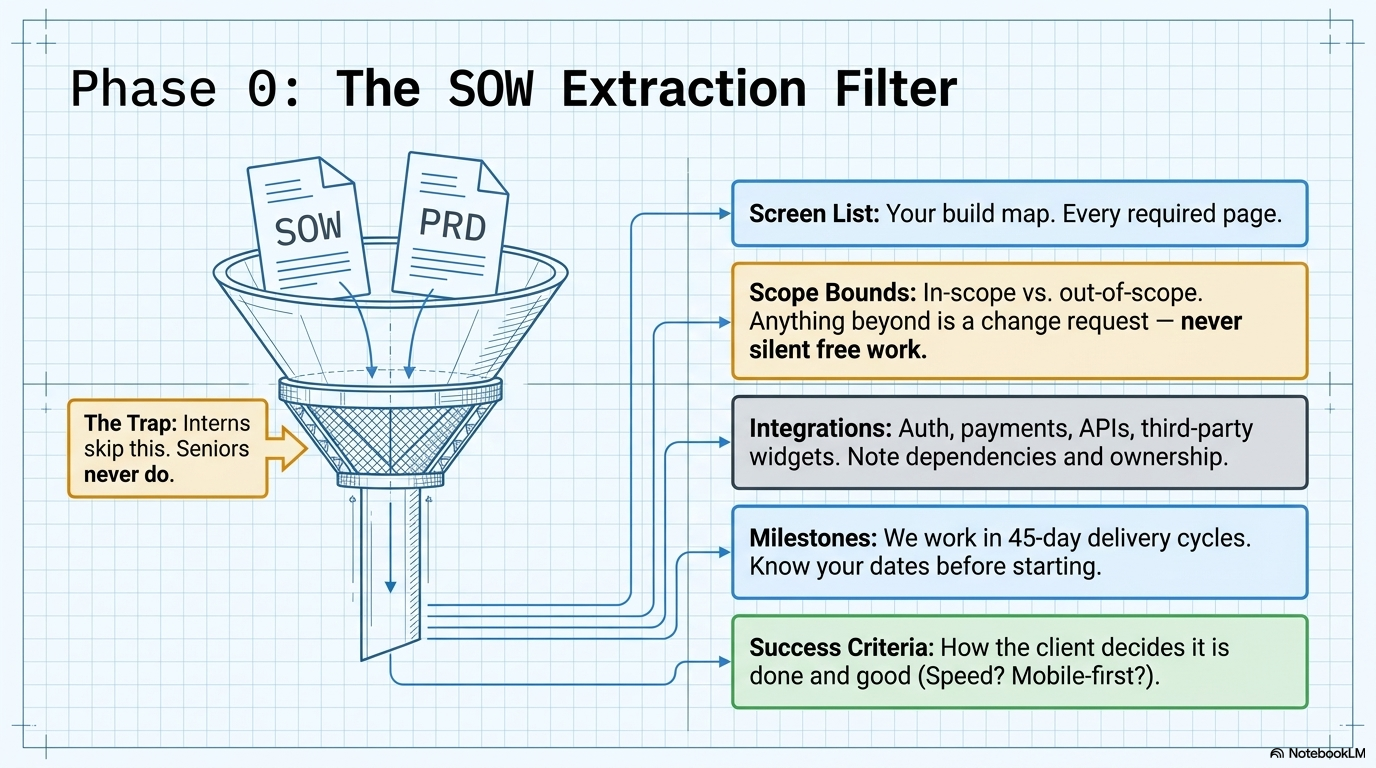 Phase 0: The SOW Extraction Filter
SOW
PRD
The Trap: Interns
skip this. Seniors
never do.
Screen List: Your build map. Every required page.
Scope Bounds: In-scope vs. out-of-scope.
Anything beyond is a change request — never
silent free work.
Integrations: Auth, payments, APIs, third-party
widgets. Note dependencies and ownership.
Milestones: We work in 45-day delivery cycles.
Know your dates before starting.
Success Criteria: How the client decides it is
done and good (Speed? Mobile-first?).
NotebookLM